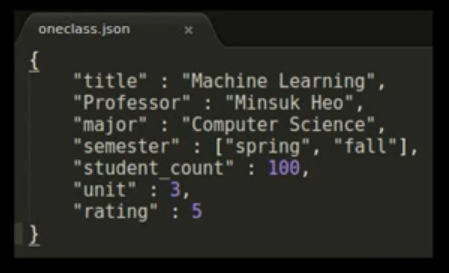 oneclass.json ×
{
"title" : "Machine Learning",
"Professor" : "Minsuk Heo",
"major" : "Computer Science",
"semester" : ["spring", "fall"],
"student_count" : 100,
"unit" : 3,
"rating" : 5
}